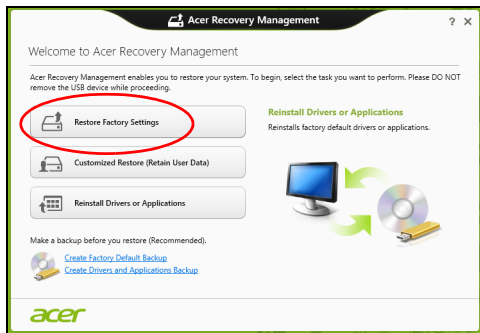 Acer Recovery Management
? ×
Welcome to Acer Recovery Management
Acer Recovery Management enables you to restore your system. To begin, select the task you want to perform. Please DO NOT
remove the USB device while proceeding.
Restore Factory Settings
Customized Restore (Retain User Data)
Reinstall Drivers or Applications
Reinstall Drivers or Applications
Reinstalls factory default drivers or applications.
Make a backup before you restore (Recommended).
Create Factory Default Backup
Create Drivers and Applications Backup
acer